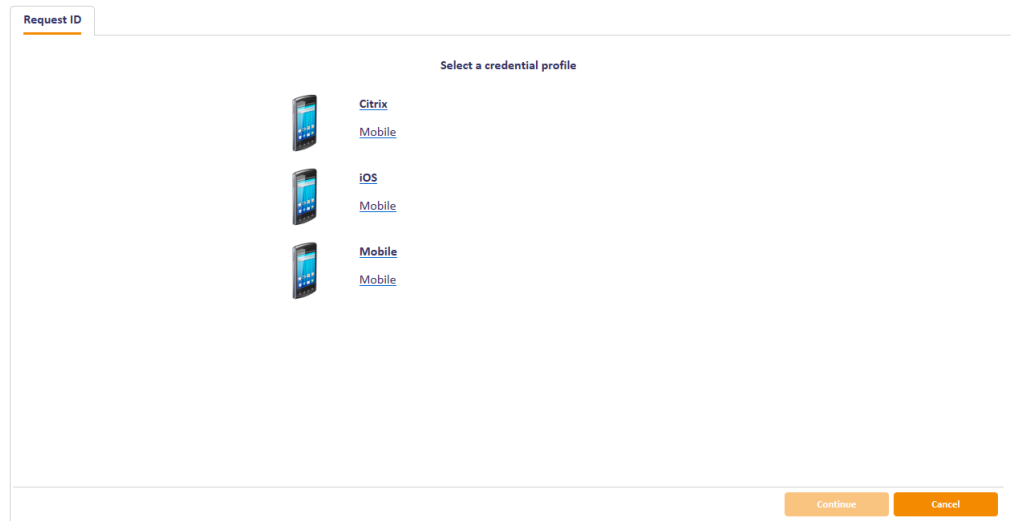 Request ID
Select a credential profile
Citrix
Mobile
iOS
Mobile
Mobile
Mobile
Continue
Cancel